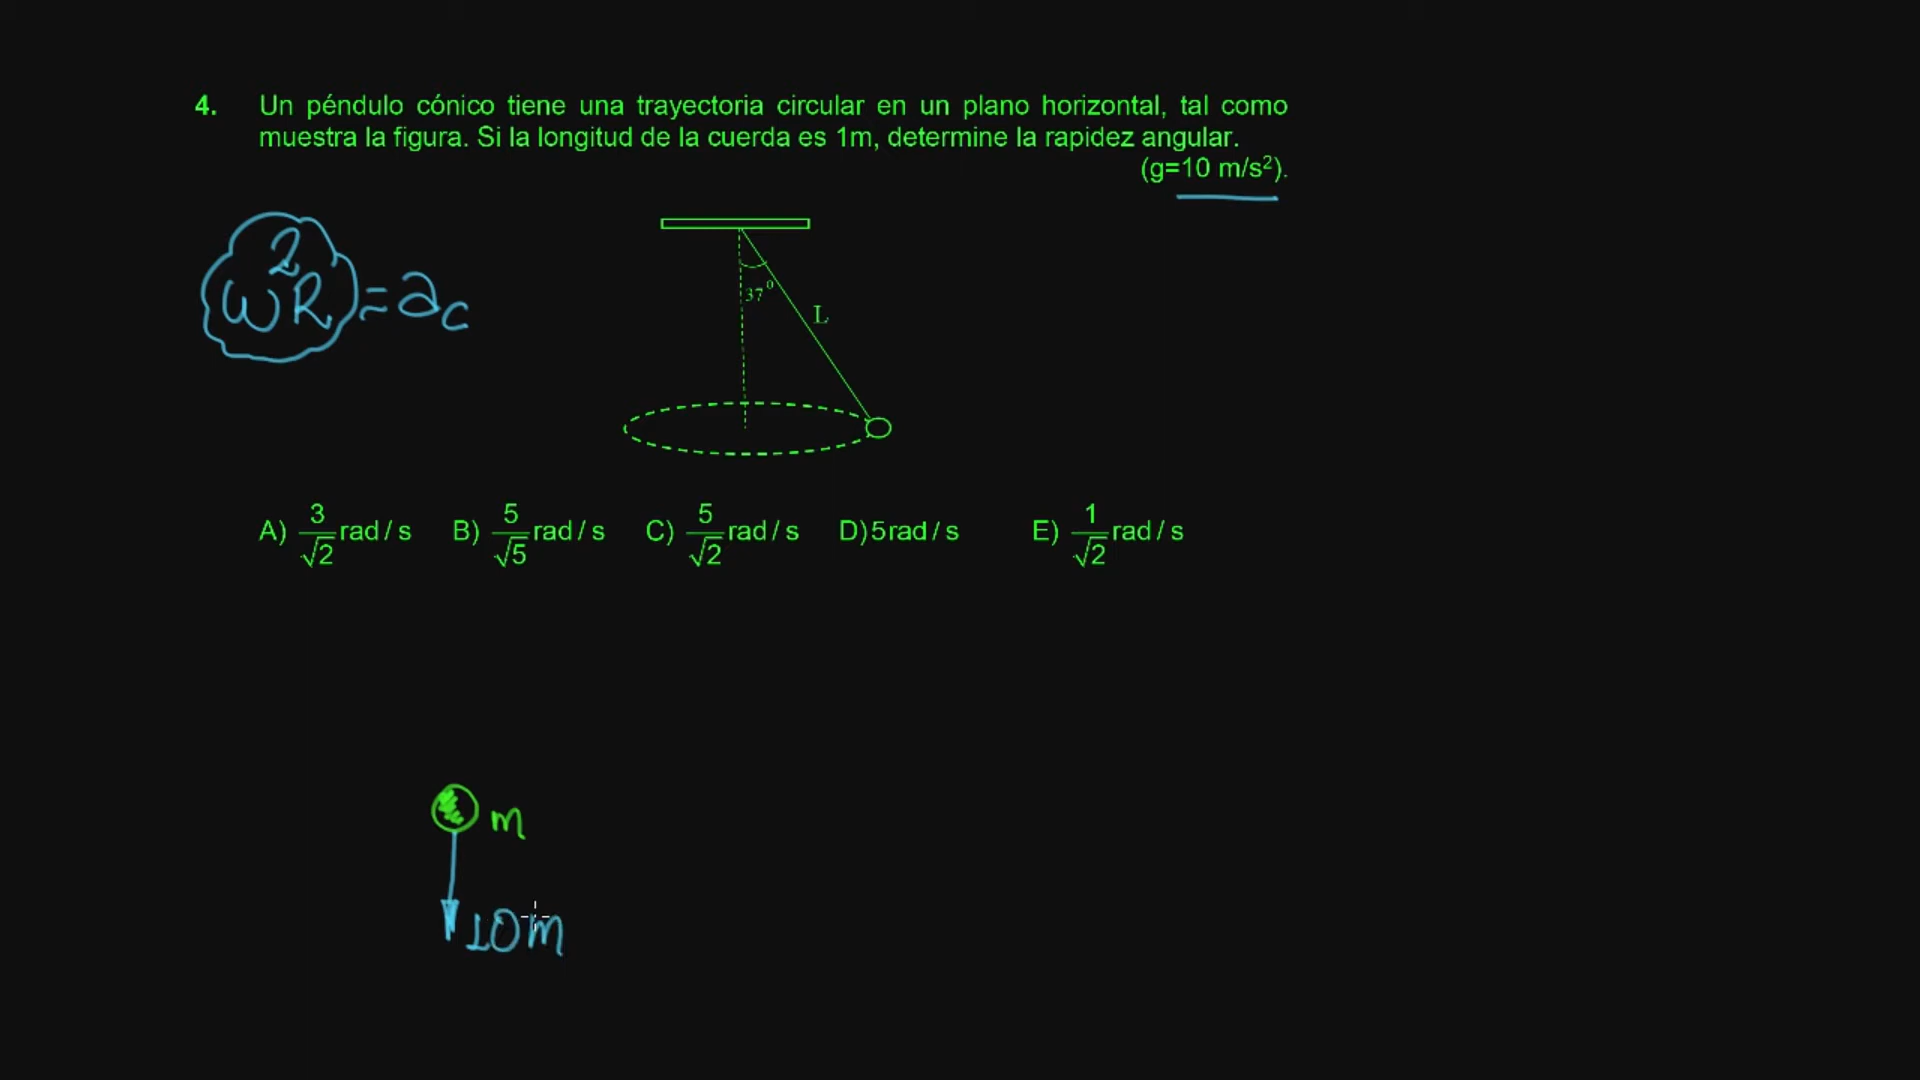 4. Un péndulo cónico tiene una trayectoria circular en un plano horizontal, tal como
muestra la figura. Si la longitud de la cuerda es 1m, determine la rapidez angular.
(g=10 m/s²).
ω²R = ac
37⁰
L
A) 3/√2 rad / s B) 5/√5 rad / s C) 5/√2 rad / s D)5rad / s E) 1/√2 rad / s
m
10m